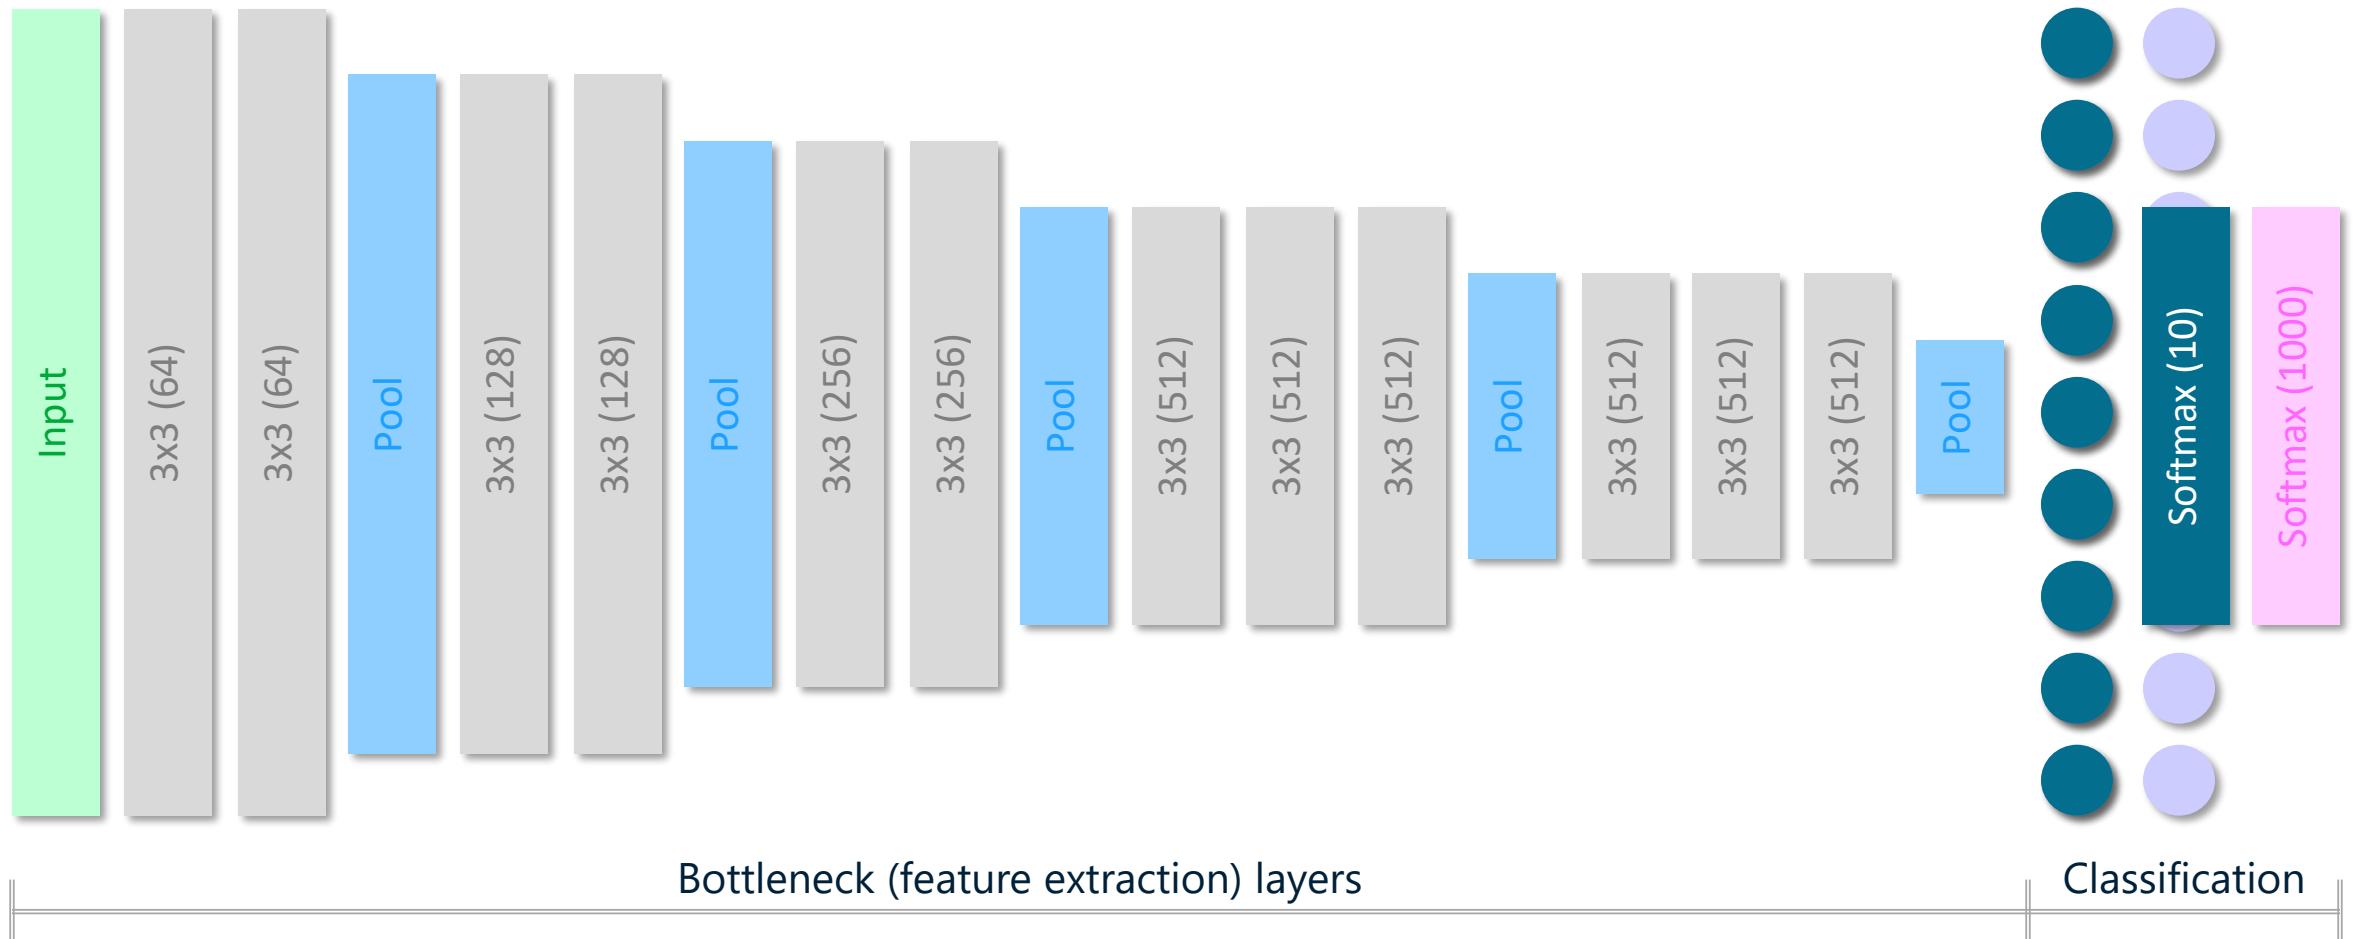 Input
3x3 (64)
3x3 (64)
Pool
3x3 (128)
3x3 (128)
Pool
3x3 (256)
3x3 (256)
Pool
3x3 (512)
3x3 (512)
3x3 (512)
Pool
3x3 (512)
3x3 (512)
3x3 (512)
Pool
Softmax (10)
Softmax (1000)
Bottleneck (feature extraction) layers
Classification